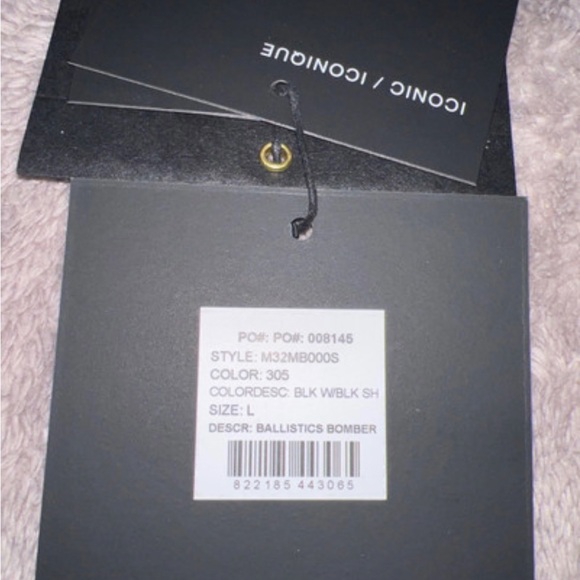 ICONIC / ICONIQUE
PO#: PO#: 008145
STYLE: M32MB000S
COLOR: 305
COLORDESC: BLK W/BLK SH
SIZE: L
DESCR: BALLISTICS BOMBER
822185 443065